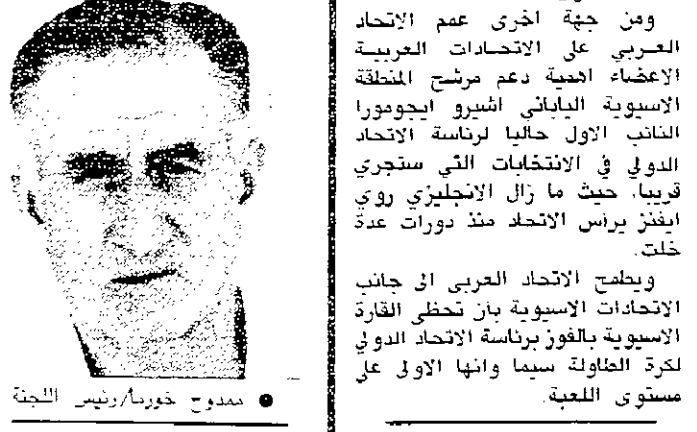 ومن جهة اخرى عمم الاتحاد
العربي على الاتحادات العربية
الاعضاء اهمية دعم مرشح المنطقة
الاسيوية الياباني اشيرو ايجومورا
النائب الاول حاليا لرئاسة الاتحاد
الدولي في الانتخابات التي ستجري
قريبا، حيث ما زال الانجليزي روي
ايفنز يراس الاتحاد منذ دورات عدة
خلت.
ويطمح الاتحاد العربي الى جانب
الاتحادات الاسيوية بان تحظى القارة
الاسيوية بالفوز برئاسة الاتحاد الدولي
لكرة الطاولة سيما وانها الاولى على
مستوى اللعبة.
● ممدوح خورما/رئيس اللجنة